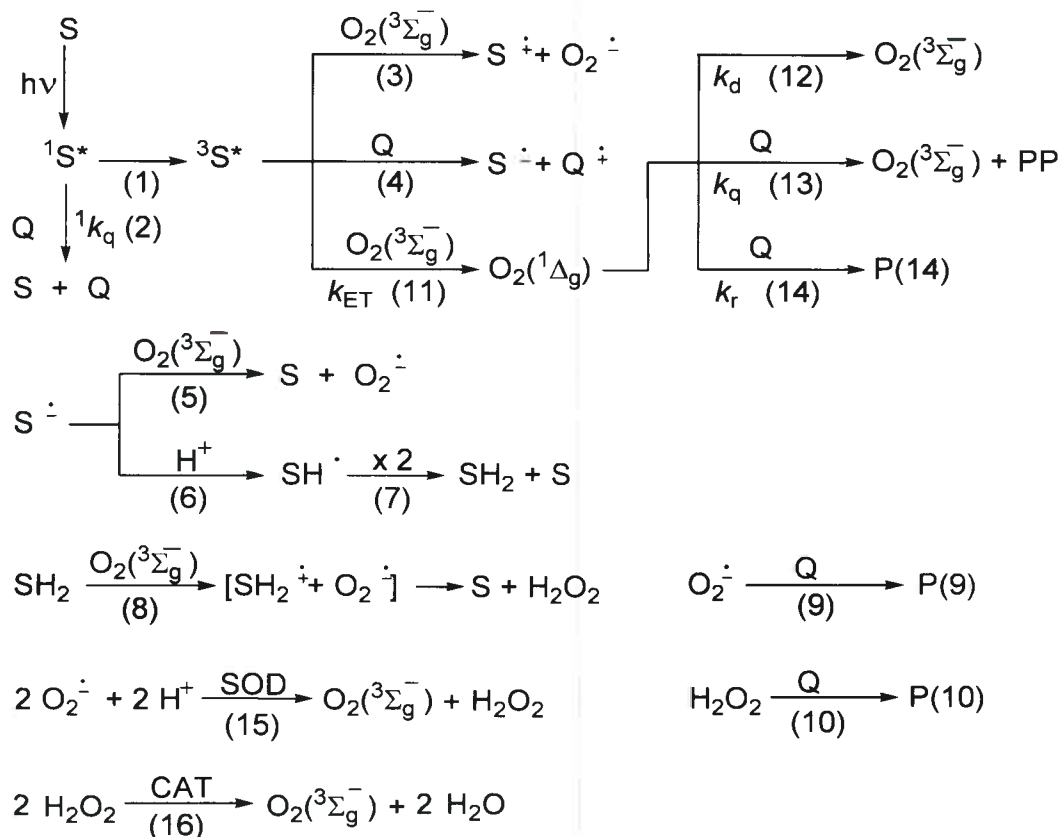 S
O₂(³Σg⁻) S⁺̇ + O₂⁻̇ O₂(³Σg⁻)
hν (3) kd (12)
¹S* (1) ³S* Q (4) S⁻̇ + Q⁺̇ Q kq (13) O₂(³Σg⁻) + PP
Q ¹kq (2) O₂(³Σg⁻) kET (11) O₂(¹Δg) Q kr (14) P(14)
S + Q
O₂(³Σg⁻) (5) S + O₂⁻̇
S⁻̇
H⁺ (6) SH· x 2 (7) SH₂ + S
SH₂ O₂(³Σg⁻) (8) [SH₂⁺̇ + O₂⁻̇] S + H₂O₂ O₂⁻̇ Q (9) P(9)
2 O₂⁻̇ + 2 H⁺ SOD (15) O₂(³Σg⁻) + H₂O₂ H₂O₂ Q (10) P(10)
2 H₂O₂ CAT (16) O₂(³Σg⁻) + 2 H₂O